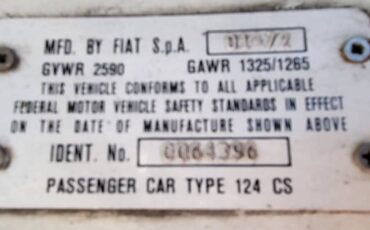 MFD. BY FIAT S.p.A.
GVWR 2590 GAWR 1325/1265
THIS VEHICLE CONFORMS TO ALL APPLICABLE
FEDERAL MOTOR VEHICLE SAFETY STANDARDS IN EFFECT
ON THE DATE OF MANUFACTURE SHOWN ABOVE
IDENT. No. 0064396
PASSENGER CAR TYPE 124 CS